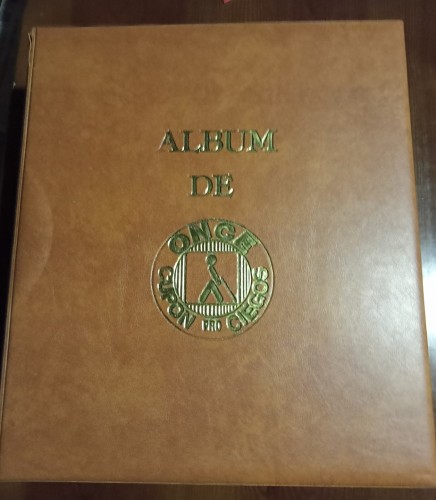 ALBUM
DE
ONCE
CUPON PRO CIEGOS